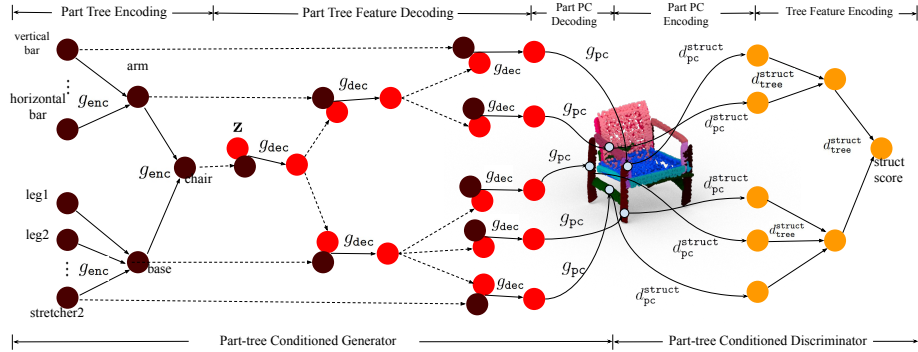 Part Tree Encoding
Part Tree Feature Decoding
Part PC
Decoding
Part PC
Encoding
Tree Feature Encoding
vertical
bar
arm
⋮
horizontal
bar
g_enc
g_enc
chair
z
g_dec
g_dec
g_dec
g_dec
g_dec
g_dec
g_dec
g_dec
g_pc
g_pc
g_pc
g_pc
g_pc
d_pc^struct
d_pc^struct
d_pc^struct
d_pc^struct
d_pc^struct
d_tree^struct
d_tree^struct
d_tree^struct
struct
score
leg1
leg2
⋮
g_enc
base
stretcher2
Part-tree Conditioned Generator
Part-tree Conditioned Discriminator